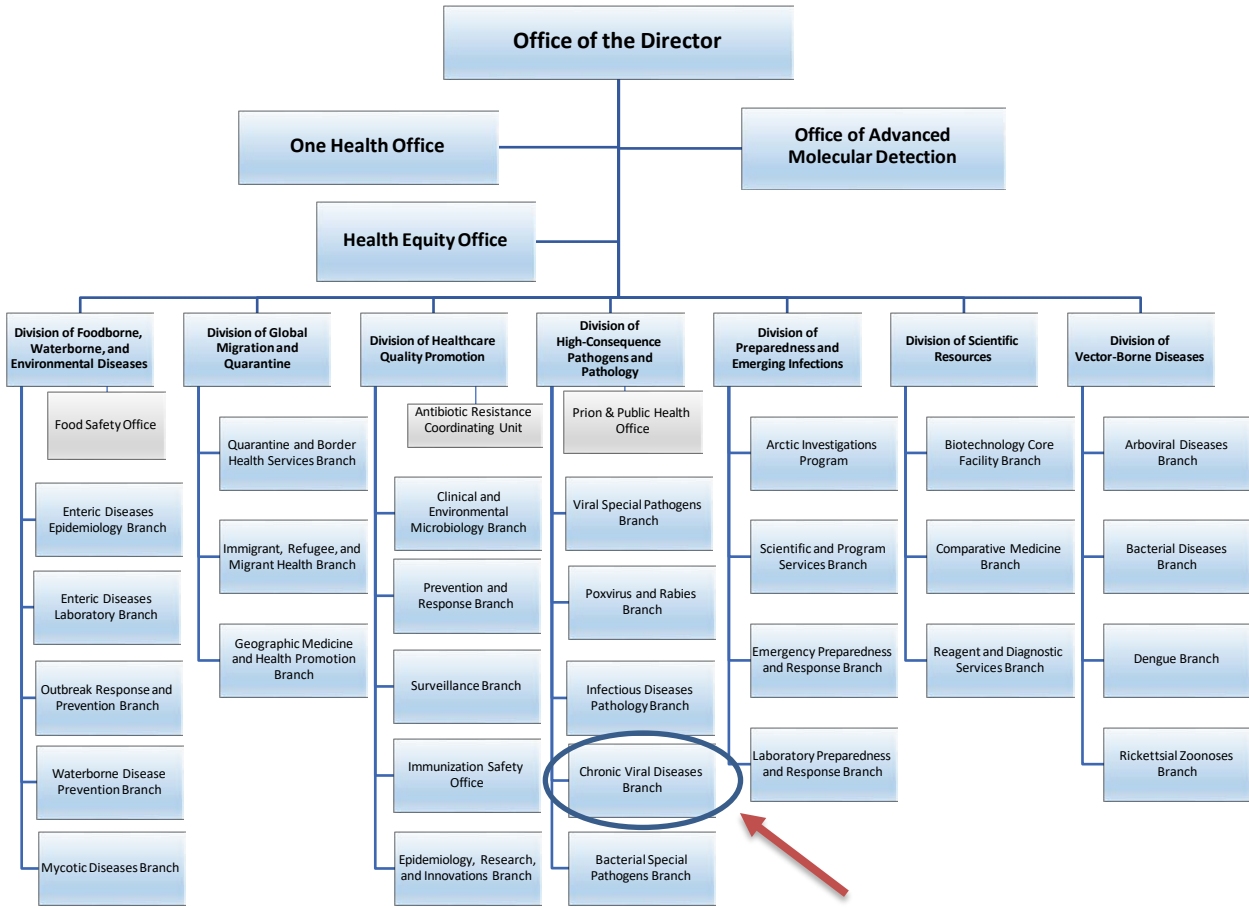 Office of the Director
One Health Office
Office of Advanced
Molecular Detection
Health Equity Office
Division of Foodborne,
Waterborne, and
Environmental Diseases
Food Safety Office
Enteric Diseases
Epidemiology Branch
Enteric Diseases
Laboratory Branch
Outbreak Response and
Prevention Branch
Waterborne Disease
Prevention Branch
Mycotic Diseases Branch
Division of Global
Migration and
Quarantine
Quarantine and Border
Health Services Branch
Immigrant, Refugee, and
Migrant Health Branch
Geographic Medicine
and Health Promotion
Branch
Division of Healthcare
Quality Promotion
Antibiotic Resistance
Coordinating Unit
Clinical and
Environmental
Microbiology Branch
Prevention and
Response Branch
Surveillance Branch
Immunization Safety
Office
Epidemiology, Research,
and Innovations Branch
Division of
High-Consequence
Pathogens and
Pathology
Prion & Public Health
Office
Viral Special Pathogens
Branch
Poxvirus and Rabies
Branch
Infectious Diseases
Pathology Branch
Chronic Viral Diseases
Branch
Bacterial Special
Pathogens Branch
Division of
Preparedness and
Emerging Infections
Arctic Investigations
Program
Scientific and Program
Services Branch
Emergency Preparedness
and Response Branch
Laboratory Preparedness
and Response Branch
Division of Scientific
Resources
Biotechnology Core
Facility Branch
Comparative Medicine
Branch
Reagent and Diagnostic
Services Branch
Division of
Vector-Borne Diseases
Arboviral Diseases
Branch
Bacterial Diseases
Branch
Dengue Branch
Rickettsial Zoonoses
Branch